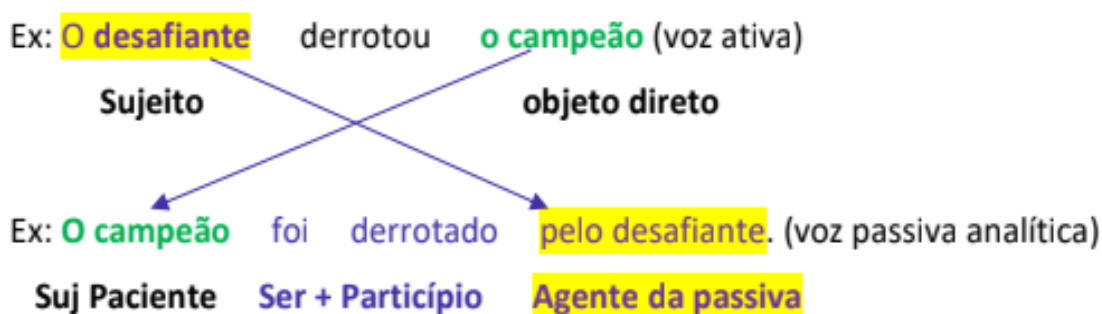 Ex: O desafiante derrotou o campeão (voz ativa)
Sujeito objeto direto
Ex: O campeão foi derrotado pelo desafiante. (voz passiva analítica)
Suj Paciente Ser + Particípio Agente da passiva